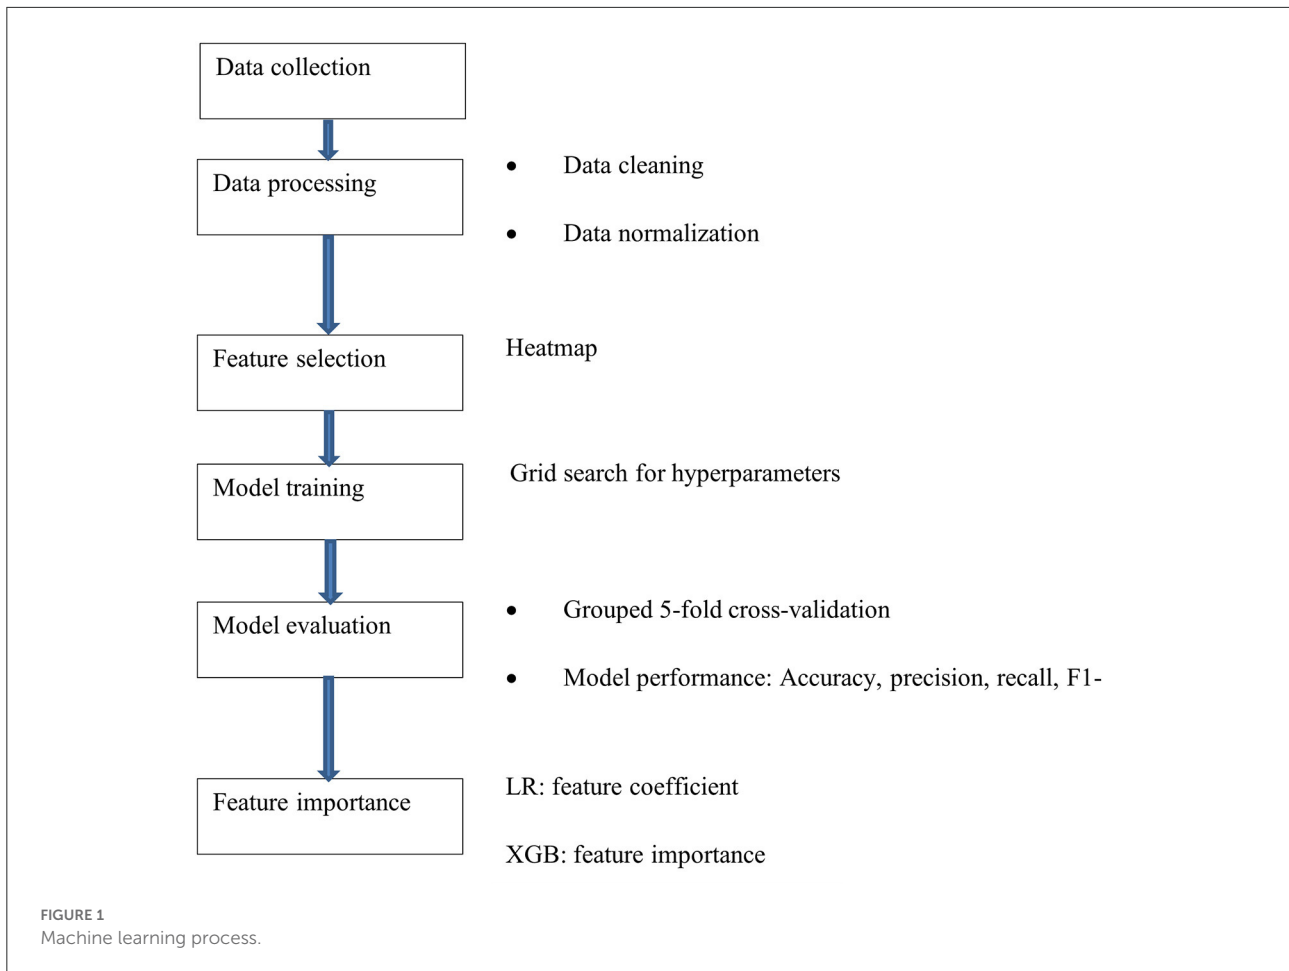 Data collection
Data processing
• Data cleaning
• Data normalization
Feature selection
Heatmap
Model training
Grid search for hyperparameters
Model evaluation
• Grouped 5-fold cross-validation
• Model performance: Accuracy, precision, recall, F1-
Feature importance
LR: feature coefficient
XGB: feature importance
FIGURE 1
Machine learning process.